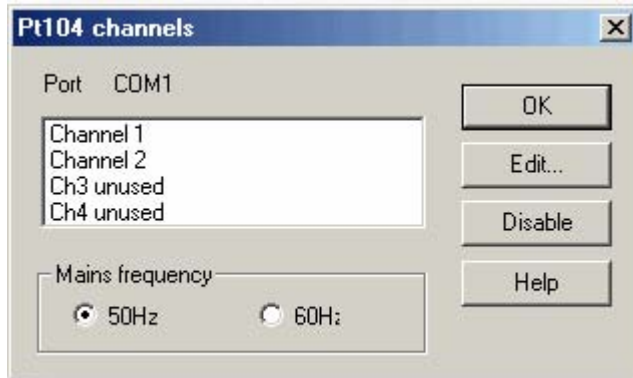 Pt104 channels
Port COM1
Channel 1
Channel 2
Ch3 unused
Ch4 unused
OK
Edit...
Disable
Help
Mains frequency
50Hz
60Hz